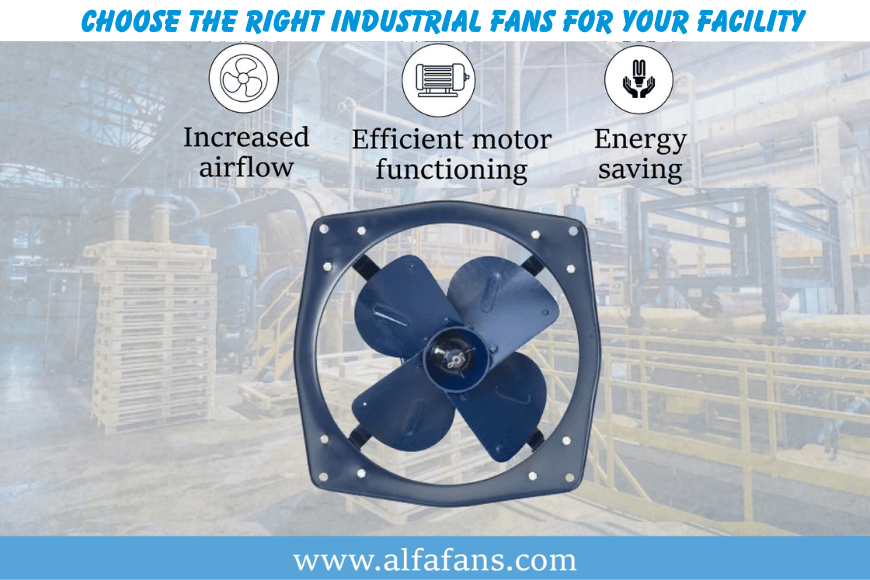 CHOOSE THE RIGHT INDUSTRIAL FANS FOR YOUR FACILITY
Increased
airflow
Efficient motor
functioning
Energy
saving
www.alfafans.com